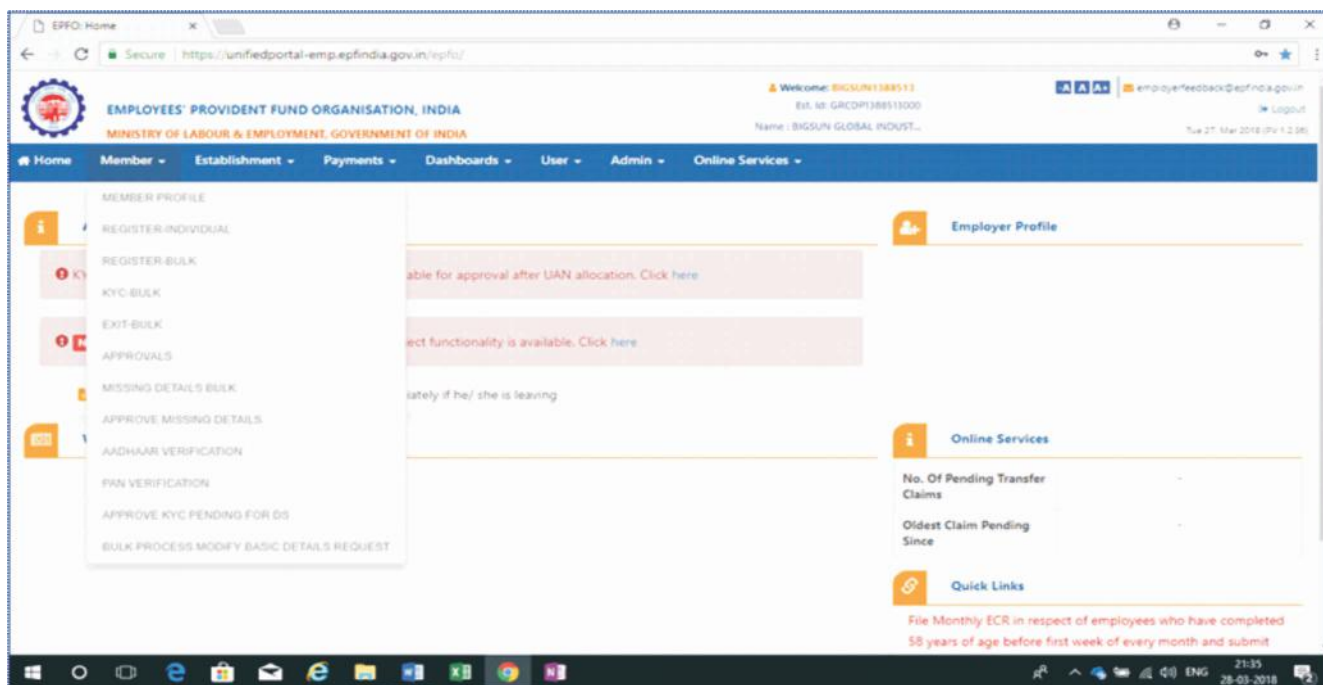 EPFO: Home
Secure https://unifiedportal-emp.epfindia.gov.in/epfo/
EMPLOYEES' PROVIDENT FUND ORGANISATION, INDIA
MINISTRY OF LABOUR & EMPLOYMENT, GOVERNMENT OF INDIA
Welcome: BIGSUN1388513
Est. Id: GRCDP1388513000
Name : BIGSUN GLOBAL INDUST...
-A A A+ employerfeedback@epfindia.gov.in
Logout
Tue 27, Mar 2018 (PV 1.2.06)
Home Member Establishment Payments Dashboards User Admin Online Services
MEMBER PROFILE
REGISTER-INDIVIDUAL
REGISTER-BULK
KYC-BULK
EXIT-BULK
APPROVALS
MISSING DETAILS BULK
APPROVE MISSING DETAILS
AADHAAR VERIFICATION
PAN VERIFICATION
APPROVE KYC PENDING FOR DS
BULK PROCESS MODIFY BASIC DETAILS REQUEST
able for approval after UAN allocation. Click here
ect functionality is available. Click here
iately if he/ she is leaving
Employer Profile
Online Services
No. Of Pending Transfer Claims -
Oldest Claim Pending Since -
Quick Links
File Monthly ECR in respect of employees who have completed
58 years of age before first week of every month and submit
ENG 21:35
28-03-2018